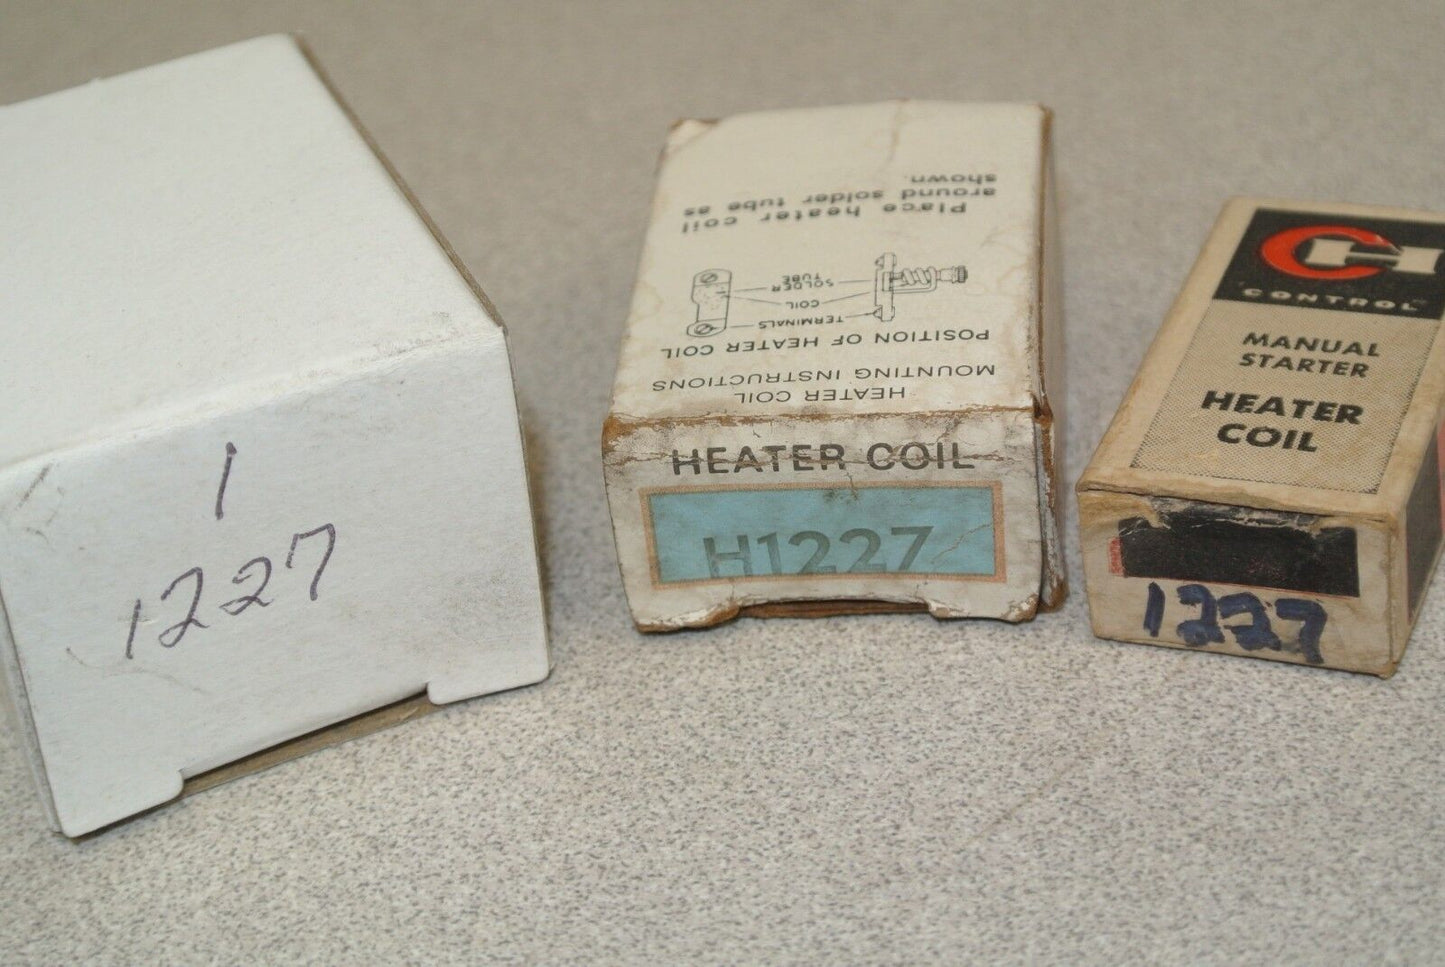 1
1227
Place heater coil
around solder tube as
shown.
SOLDER
TUBE
COIL
TERMINALS
POSITION OF HEATER COIL
HEATER COIL
MOUNTING INSTRUCTIONS
HEATER COIL
H1227
CH
CONTROL
MANUAL
STARTER
HEATER
COIL
1227